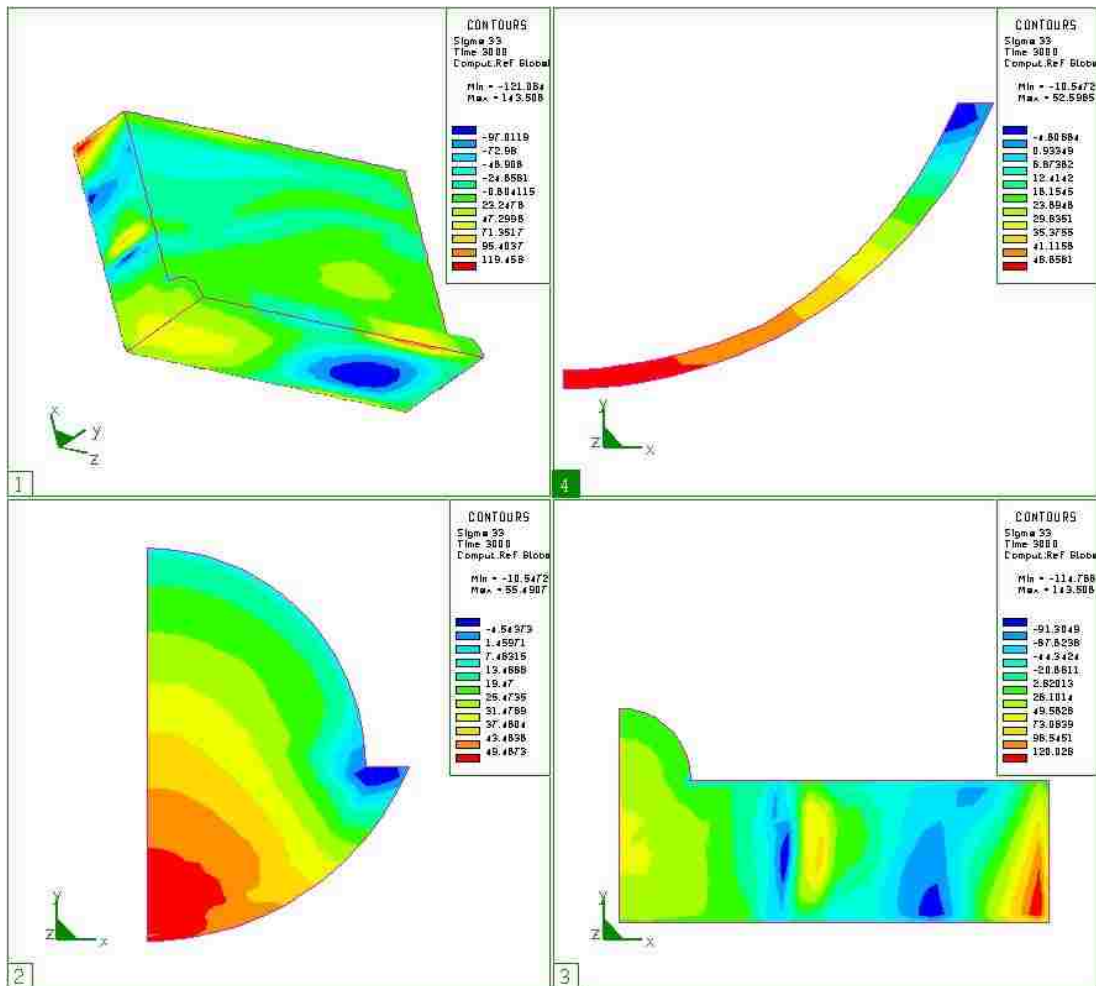 CONTOURS
Sigma 33
Time 3000
Comput.Ref Global
Min = -121.084
Max = 143.508
-97.0119
-72.98
-48.908
-24.8561
-0.804115
23.2478
47.2998
71.3517
95.4037
119.458
x
y
z
1
CONTOURS
Sigma 33
Time 3000
Comput.Ref Global
Min = -10.5472
Max = 52.5985
-4.80684
0.93349
6.67382
12.4142
18.1545
23.8948
29.6351
35.3755
41.1158
46.8561
y
z
x
4
CONTOURS
Sigma 33
Time 3000
Comput.Ref Globa
Min = -10.5472
Max = 55.4907
-4.54373
1.45971
7.46315
13.4666
19.47
25.4735
31.4769
37.4804
43.4838
49.4873
y
z
x
2
CONTOURS
Sigma 33
Time 3000
Comput.Ref Globa
Min = -114.786
Max = 143.508
-91.3049
-67.8238
-44.3424
-20.8611
2.62013
26.1014
49.5826
73.0639
96.5451
120.026
y
z
x
3